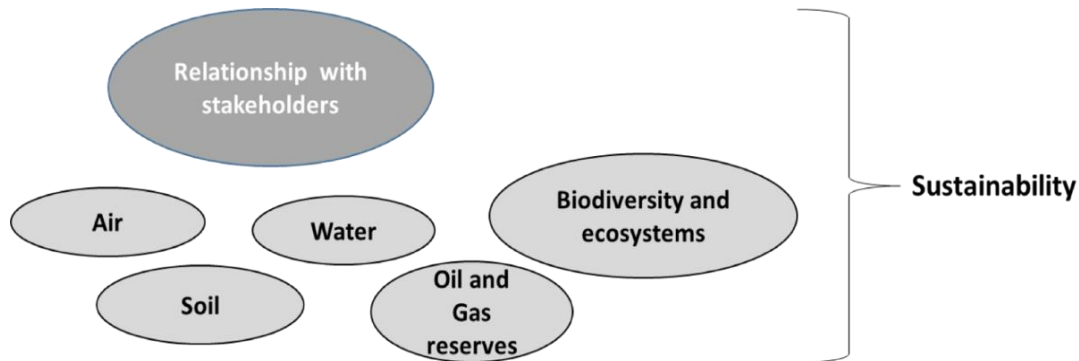 Relationship with
stakeholders
Air
Water
Biodiversity and
ecosystems
Sustainability
Soil
Oil and
Gas
reserves